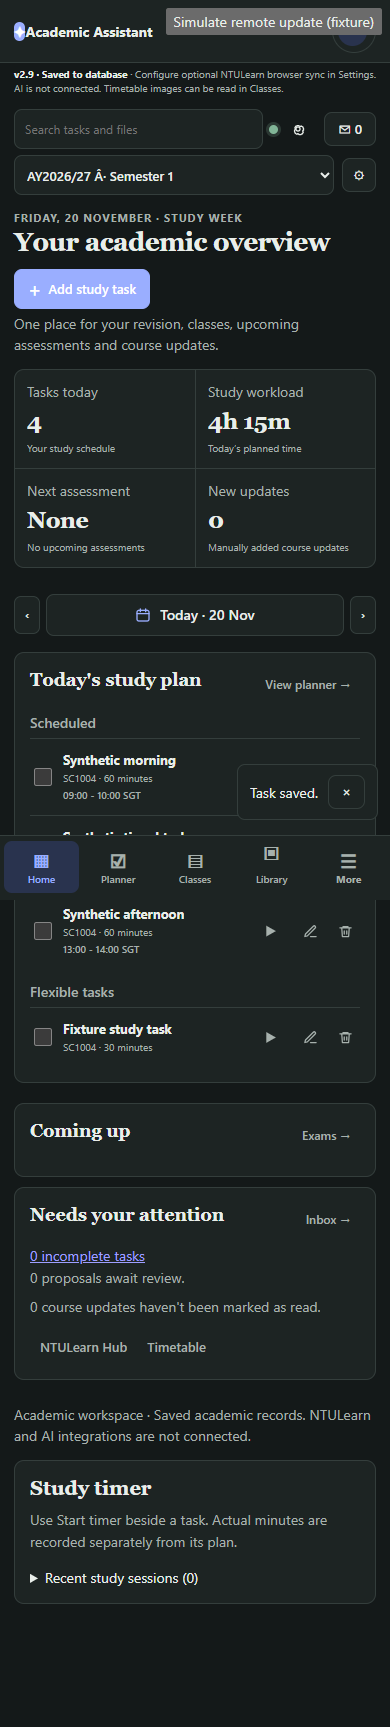 Academic Assistant
Simulate remote update (fixture)
v2.9 · Saved to database · Configure optional NTULearn browser sync in Settings.
AI is not connected. Timetable images can be read in Classes.
Search tasks and files
0
AY2026/27 Â· Semester 1
FRIDAY, 20 NOVEMBER · STUDY WEEK
Your academic overview
+ Add study task
One place for your revision, classes, upcoming
assessments and course updates.
Tasks today
4
Your study schedule
Study workload
4h 15m
Today's planned time
Next assessment
None
No upcoming assessments
New updates
0
Manually added course updates
‹
Today · 20 Nov
›
Today's study plan
View planner →
Scheduled
Synthetic morning
SC1004 · 60 minutes
09:00 - 10:00 SGT
Task saved.
×
Home
Planner
Classes
Library
More
Synthetic afternoon
SC1004 · 60 minutes
13:00 - 14:00 SGT
Flexible tasks
Fixture study task
SC1004 · 30 minutes
Coming up
Exams →
Needs your attention
Inbox →
0 incomplete tasks
0 proposals await review.
0 course updates haven't been marked as read.
NTULearn Hub
Timetable
Academic workspace · Saved academic records. NTULearn
and AI integrations are not connected.
Study timer
Use Start timer beside a task. Actual minutes are
recorded separately from its plan.
Recent study sessions (0)